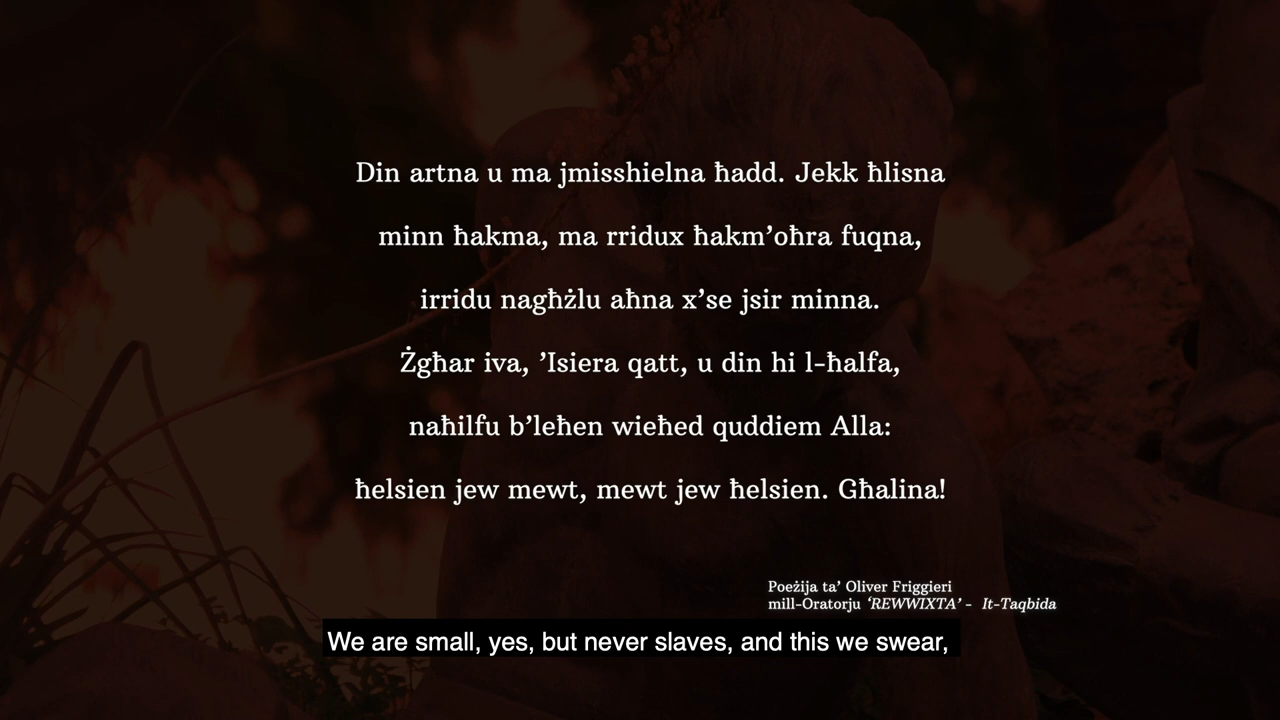 Din artna u ma jmisshielna ħadd. Jekk ħlisna
minn ħakma, ma rridux ħakm’oħra fuqna,
irridu nagħżlu aħna x’se jsir minna.
Żgħar iva, ’Isiera qatt, u din hi l-ħalfa,
naħilfu b’leħen wieħed quddiem Alla:
ħelsien jew mewt, mewt jew ħelsien. Għalina!
Poeżija ta’ Oliver Friggieri
mill-Oratorju ‘REWWIXTA’ - It-Taqbida
We are small, yes, but never slaves, and this we swear,